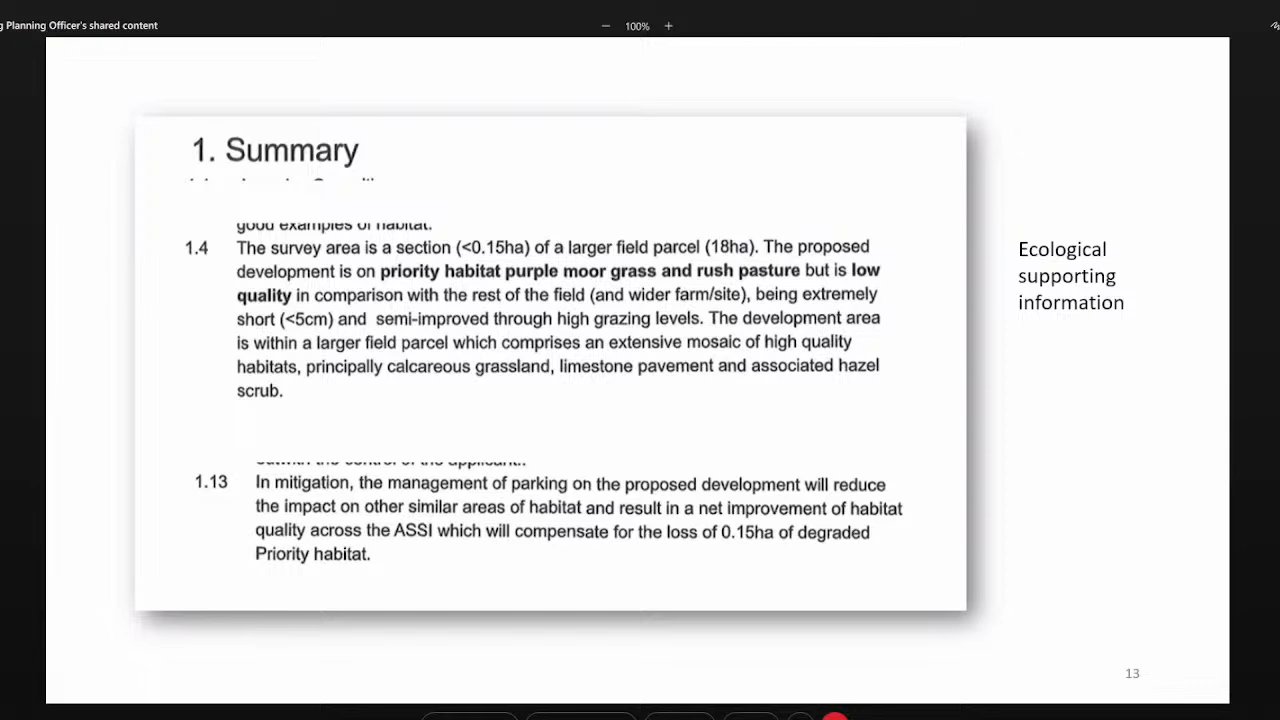 g Planning Officer's shared content
100%
1. Summary
good examples of habitat.
1.4 The survey area is a section (<0.15ha) of a larger field parcel (18ha). The proposed
development is on priority habitat purple moor grass and rush pasture but is low
quality in comparison with the rest of the field (and wider farm/site), being extremely
short (<5cm) and semi-improved through high grazing levels. The development area
is within a larger field parcel which comprises an extensive mosaic of high quality
habitats, principally calcareous grassland, limestone pavement and associated hazel
scrub.
Ecological
supporting
information
the control of the applicant..
1.13 In mitigation, the management of parking on the proposed development will reduce
the impact on other similar areas of habitat and result in a net improvement of habitat
quality across the ASSI which will compensate for the loss of 0.15ha of degraded
Priority habitat.
13